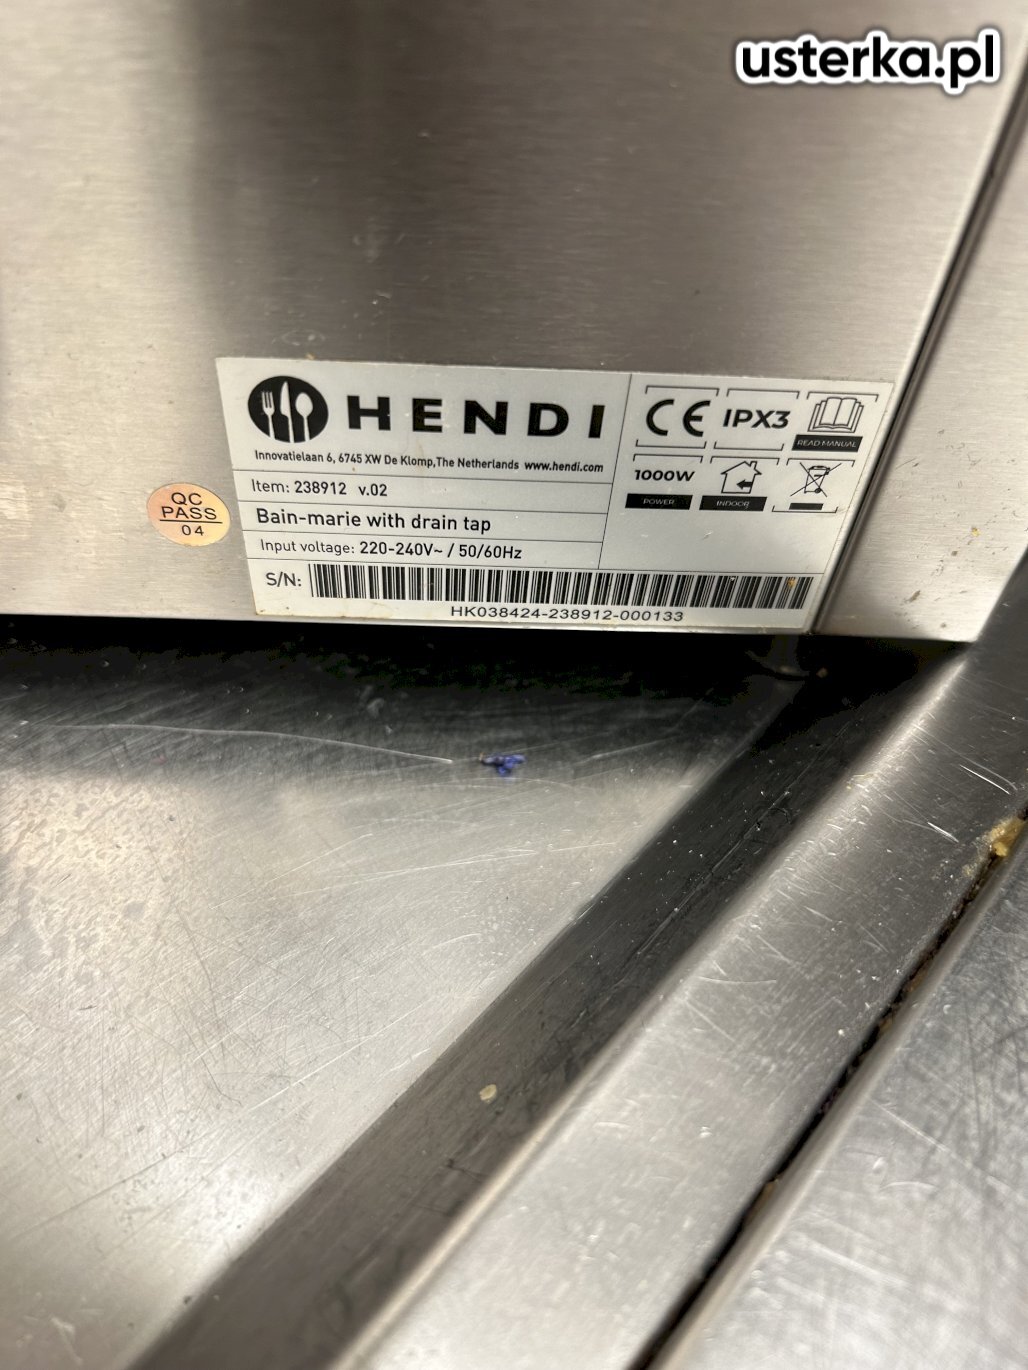 usterka.pl
HENDI
Innovatielaan 6, 6745 XW De Klomp, The Netherlands www.hendi.com
Item: 238912 v.02
Bain-marie with drain tap
Input voltage: 220-240V~ / 50/60Hz
S/N:
HK038424-238912-000133
CE IPX3
READ MANUAL
1000W
POWER
INDOOR
QC
PASS
04